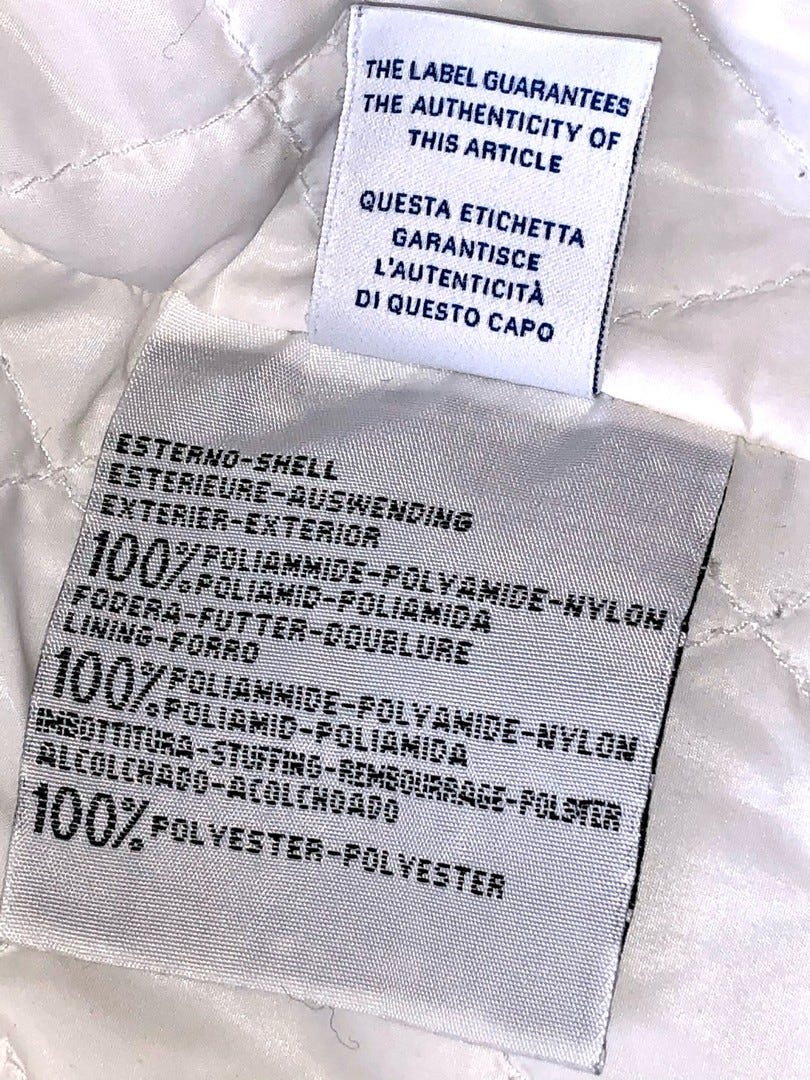 THE LABEL GUARANTEES
THE AUTHENTICITY OF
THIS ARTICLE
QUESTA ETICHETTA
GARANTISCE
L'AUTENTICITÀ
DI QUESTO CAPO
ESTERNO-SHELL
ESTERIEURE-AUSWENDING
EXTERIER-EXTERIOR
100% POLIAMMIDE-POLYAMIDE-NYLON
POLIAMID-POLIAMIDA
FODERA-FUTTER-DOUBLURE
LINING-FORRO
100% POLIAMMIDE-POLYAMIDE-NYLON
POLIAMID-POLIAMIDA
IMBOTTITURA-STUFFING-REMBOURRAGE-POLSTER
ALCOLCHADO-ACOLCHOADO
100% POLYESTER-POLYESTER